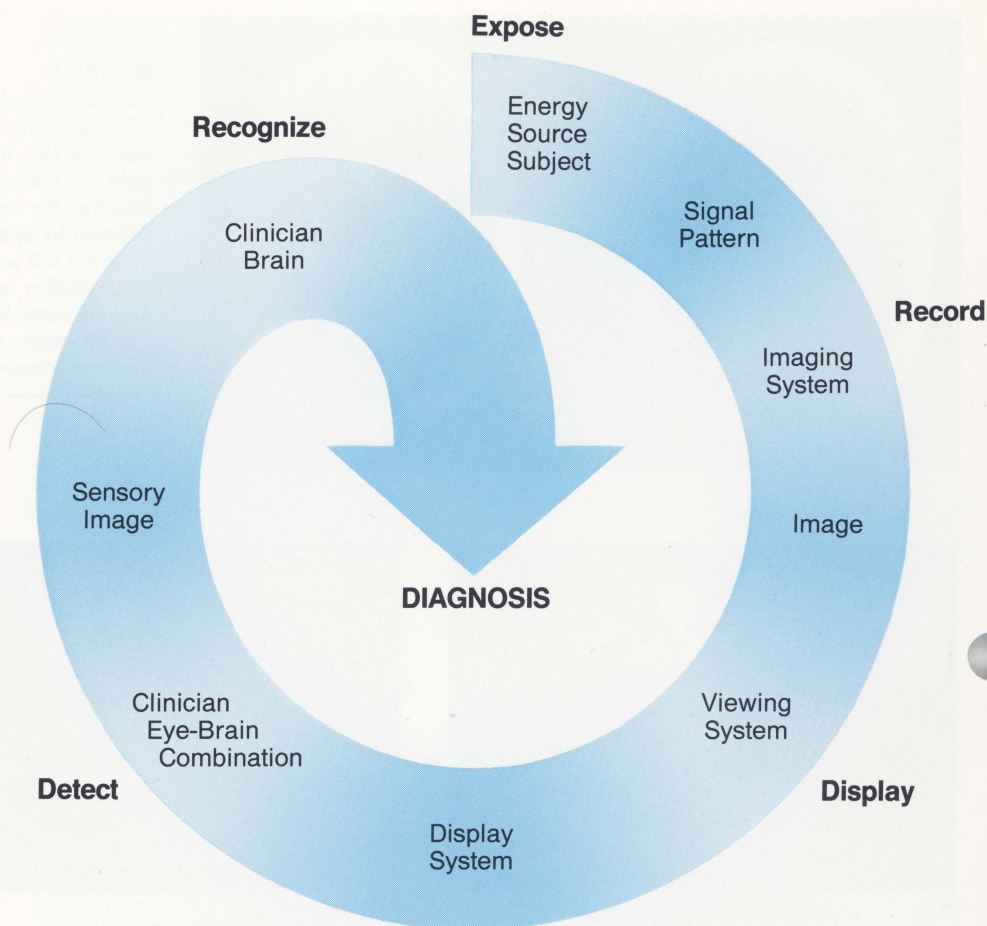 Expose
Energy
Source
Subject
Signal
Pattern
Record
Imaging
System
Image
Viewing
System
Display
Display
System
Clinician
Eye-Brain
Combination
Detect
Sensory
Image
Clinician
Brain
Recognize
DIAGNOSIS